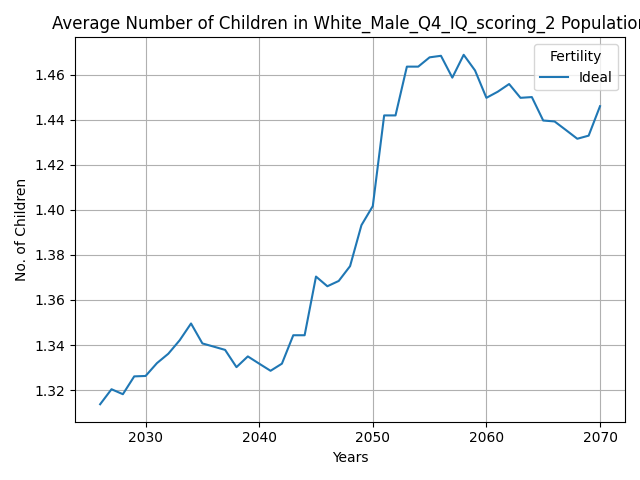 Average Number of Children in White_Male_Q4_IQ_scoring_2 Population
Fertility
Ideal
No. of Children
1.46
1.44
1.42
1.40
1.38
1.36
1.34
1.32
2030 2040 2050 2060 2070
Years